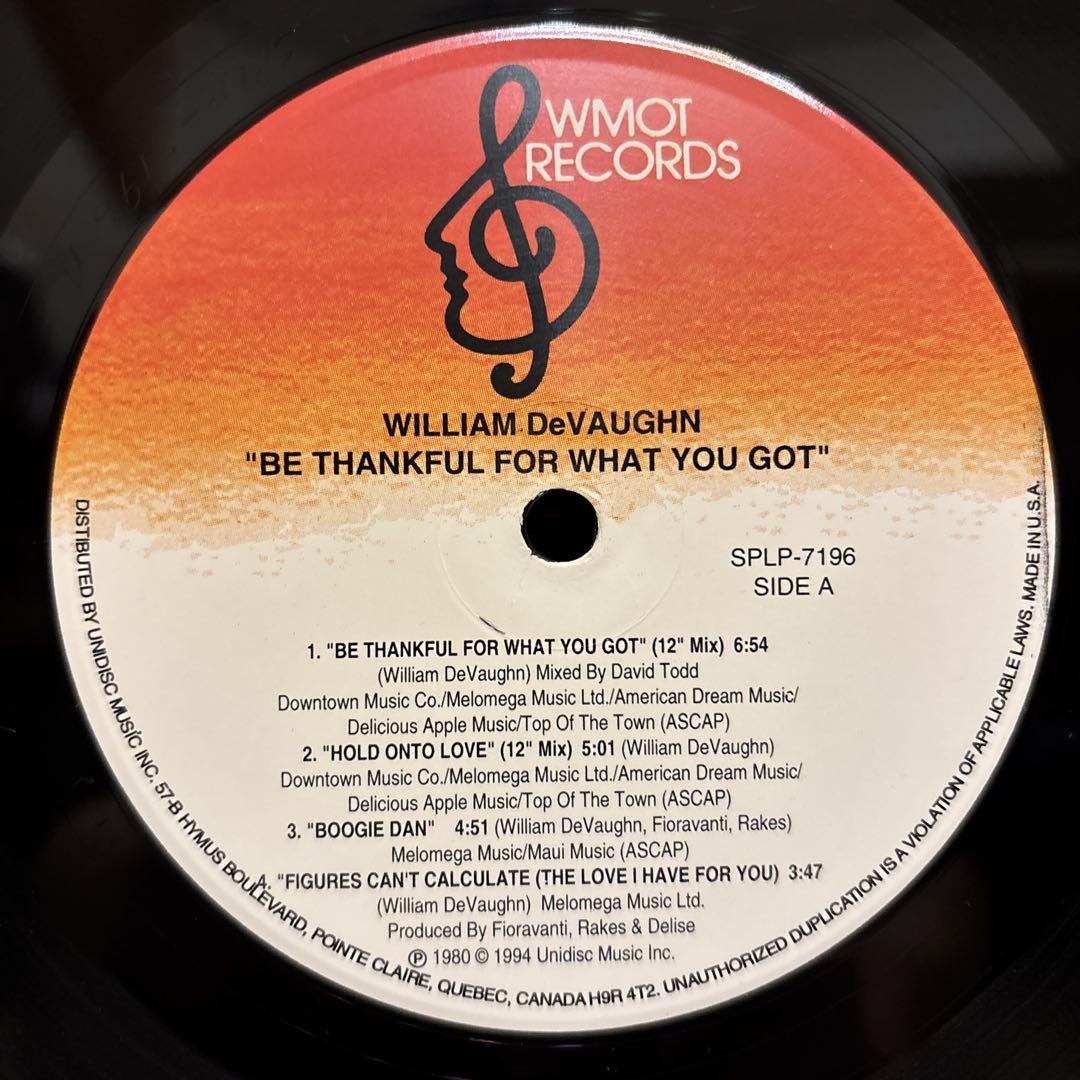 WMOT
RECORDS
WILLIAM DeVAUGHN
"BE THANKFUL FOR WHAT YOU GOT"
SPLP-7196
SIDE A
1. "BE THANKFUL FOR WHAT YOU GOT" (12" Mix) 6:54
(William DeVaughn) Mixed By David Todd
Downtown Music Co./Melomega Music Ltd./American Dream Music/
Delicious Apple Music/Top Of The Town (ASCAP)
2. "HOLD ONTO LOVE" (12" Mix) 5:01 (William DeVaughn)
Downtown Music Co./Melomega Music Ltd./American Dream Music/
Delicious Apple Music/Top Of The Town (ASCAP)
3. "BOOGIE DAN" 4:51 (William DeVaughn, Fioravanti, Rakes)
Melomega Music/Maui Music (ASCAP)
4. "FIGURES CAN'T CALCULATE (THE LOVE I HAVE FOR YOU) 3:47
(William DeVaughn) Melomega Music Ltd.
Produced By Fioravanti, Rakes & Delise
℗ 1980 © 1994 Unidisc Music Inc.
DISTIBUTED BY UNIDISC MUSIC INC. 57-B HYMUS BOULEVARD, POINTE CLAIRE, QUEBEC, CANADA H9R 4T2. UNAUTHORIZED DUPLICATION IS A VIOLATION OF APPLICABLE LAWS. MADE IN U.S.A.